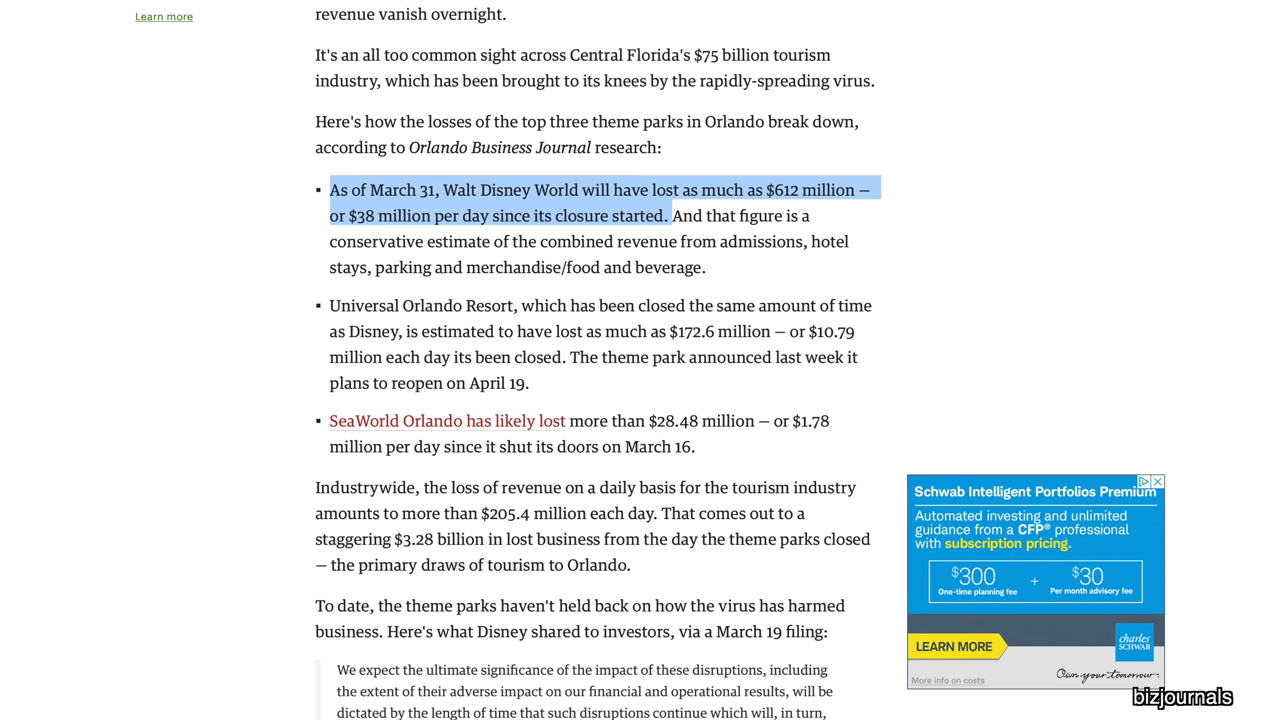 Learn more
revenue vanish overnight.
It's an all too common sight across Central Florida's $75 billion tourism
industry, which has been brought to its knees by the rapidly-spreading virus.
Here's how the losses of the top three theme parks in Orlando break down,
according to Orlando Business Journal research:
▪ As of March 31, Walt Disney World will have lost as much as $612 million —
or $38 million per day since its closure started. And that figure is a
conservative estimate of the combined revenue from admissions, hotel
stays, parking and merchandise/food and beverage.
▪ Universal Orlando Resort, which has been closed the same amount of time
as Disney, is estimated to have lost as much as $172.6 million — or $10.79
million each day its been closed. The theme park announced last week it
plans to reopen on April 19.
▪ SeaWorld Orlando has likely lost more than $28.48 million — or $1.78
million per day since it shut its doors on March 16.
Industrywide, the loss of revenue on a daily basis for the tourism industry
amounts to more than $205.4 million each day. That comes out to a
staggering $3.28 billion in lost business from the day the theme parks closed
— the primary draws of tourism to Orlando.
To date, the theme parks haven't held back on how the virus has harmed
business. Here's what Disney shared to investors, via a March 19 filing:
We expect the ultimate significance of the impact of these disruptions, including
the extent of their adverse impact on our financial and operational results, will be
dictated by the length of time that such disruptions continue which will, in turn,
Schwab Intelligent Portfolios Premium
Automated investing and unlimited
guidance from a CFP® professional
with subscription pricing.
$300 + $30
One-time planning fee Per month advisory fee
LEARN MORE
charles
SCHWAB
Own your tomorrow.
More info on costs
bizjournals